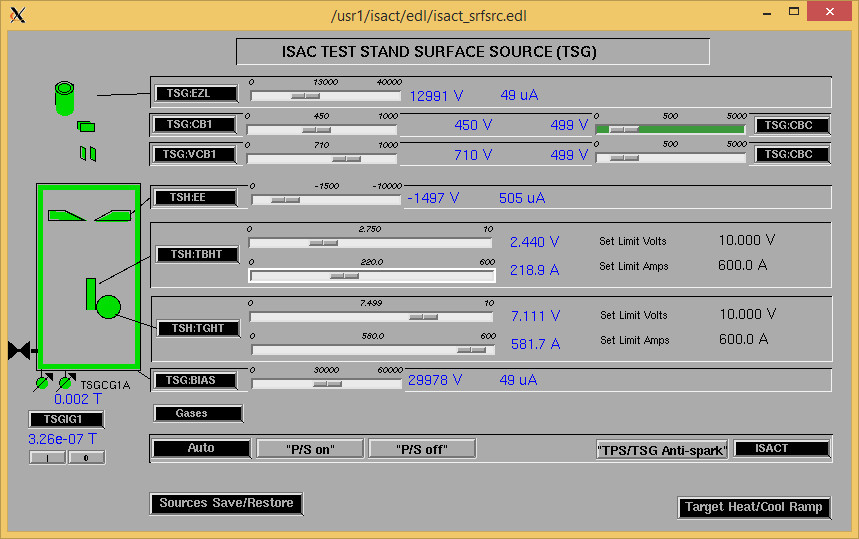 /usr1/isact/edl/isact_srfsrc.edl
ISAC TEST STAND SURFACE SOURCE (TSG)
TSG:EZL 0 13000 40000 12991 V 49 uA
TSG:CB1 0 450 1000 450 V 499 V 0 500 5000 TSG:CBC
TSG:VCB1 0 710 1000 710 V 499 V 0 500 5000 TSG:CBC
TSH:EE 0 -1500 -10000 -1497 V 505 uA
TSH:TBHT 0 2.750 10 2.440 V Set Limit Volts 10.000 V
0 220.0 600 218.9 A Set Limit Amps 600.0 A
TSH:TGHT 0 7.499 10 7.111 V Set Limit Volts 10.000 V
0 580.0 600 581.7 A Set Limit Amps 600.0 A
TSG:BIAS 0 30000 60000 29978 V 49 uA
TSGCG1A
0.002 T
TSGIG1
3.26e-07 T
I 0
Gases
Auto "P/S on" "P/S off" "TPS/TSG Anti-spark" ISACT
Sources Save/Restore Target Heat/Cool Ramp